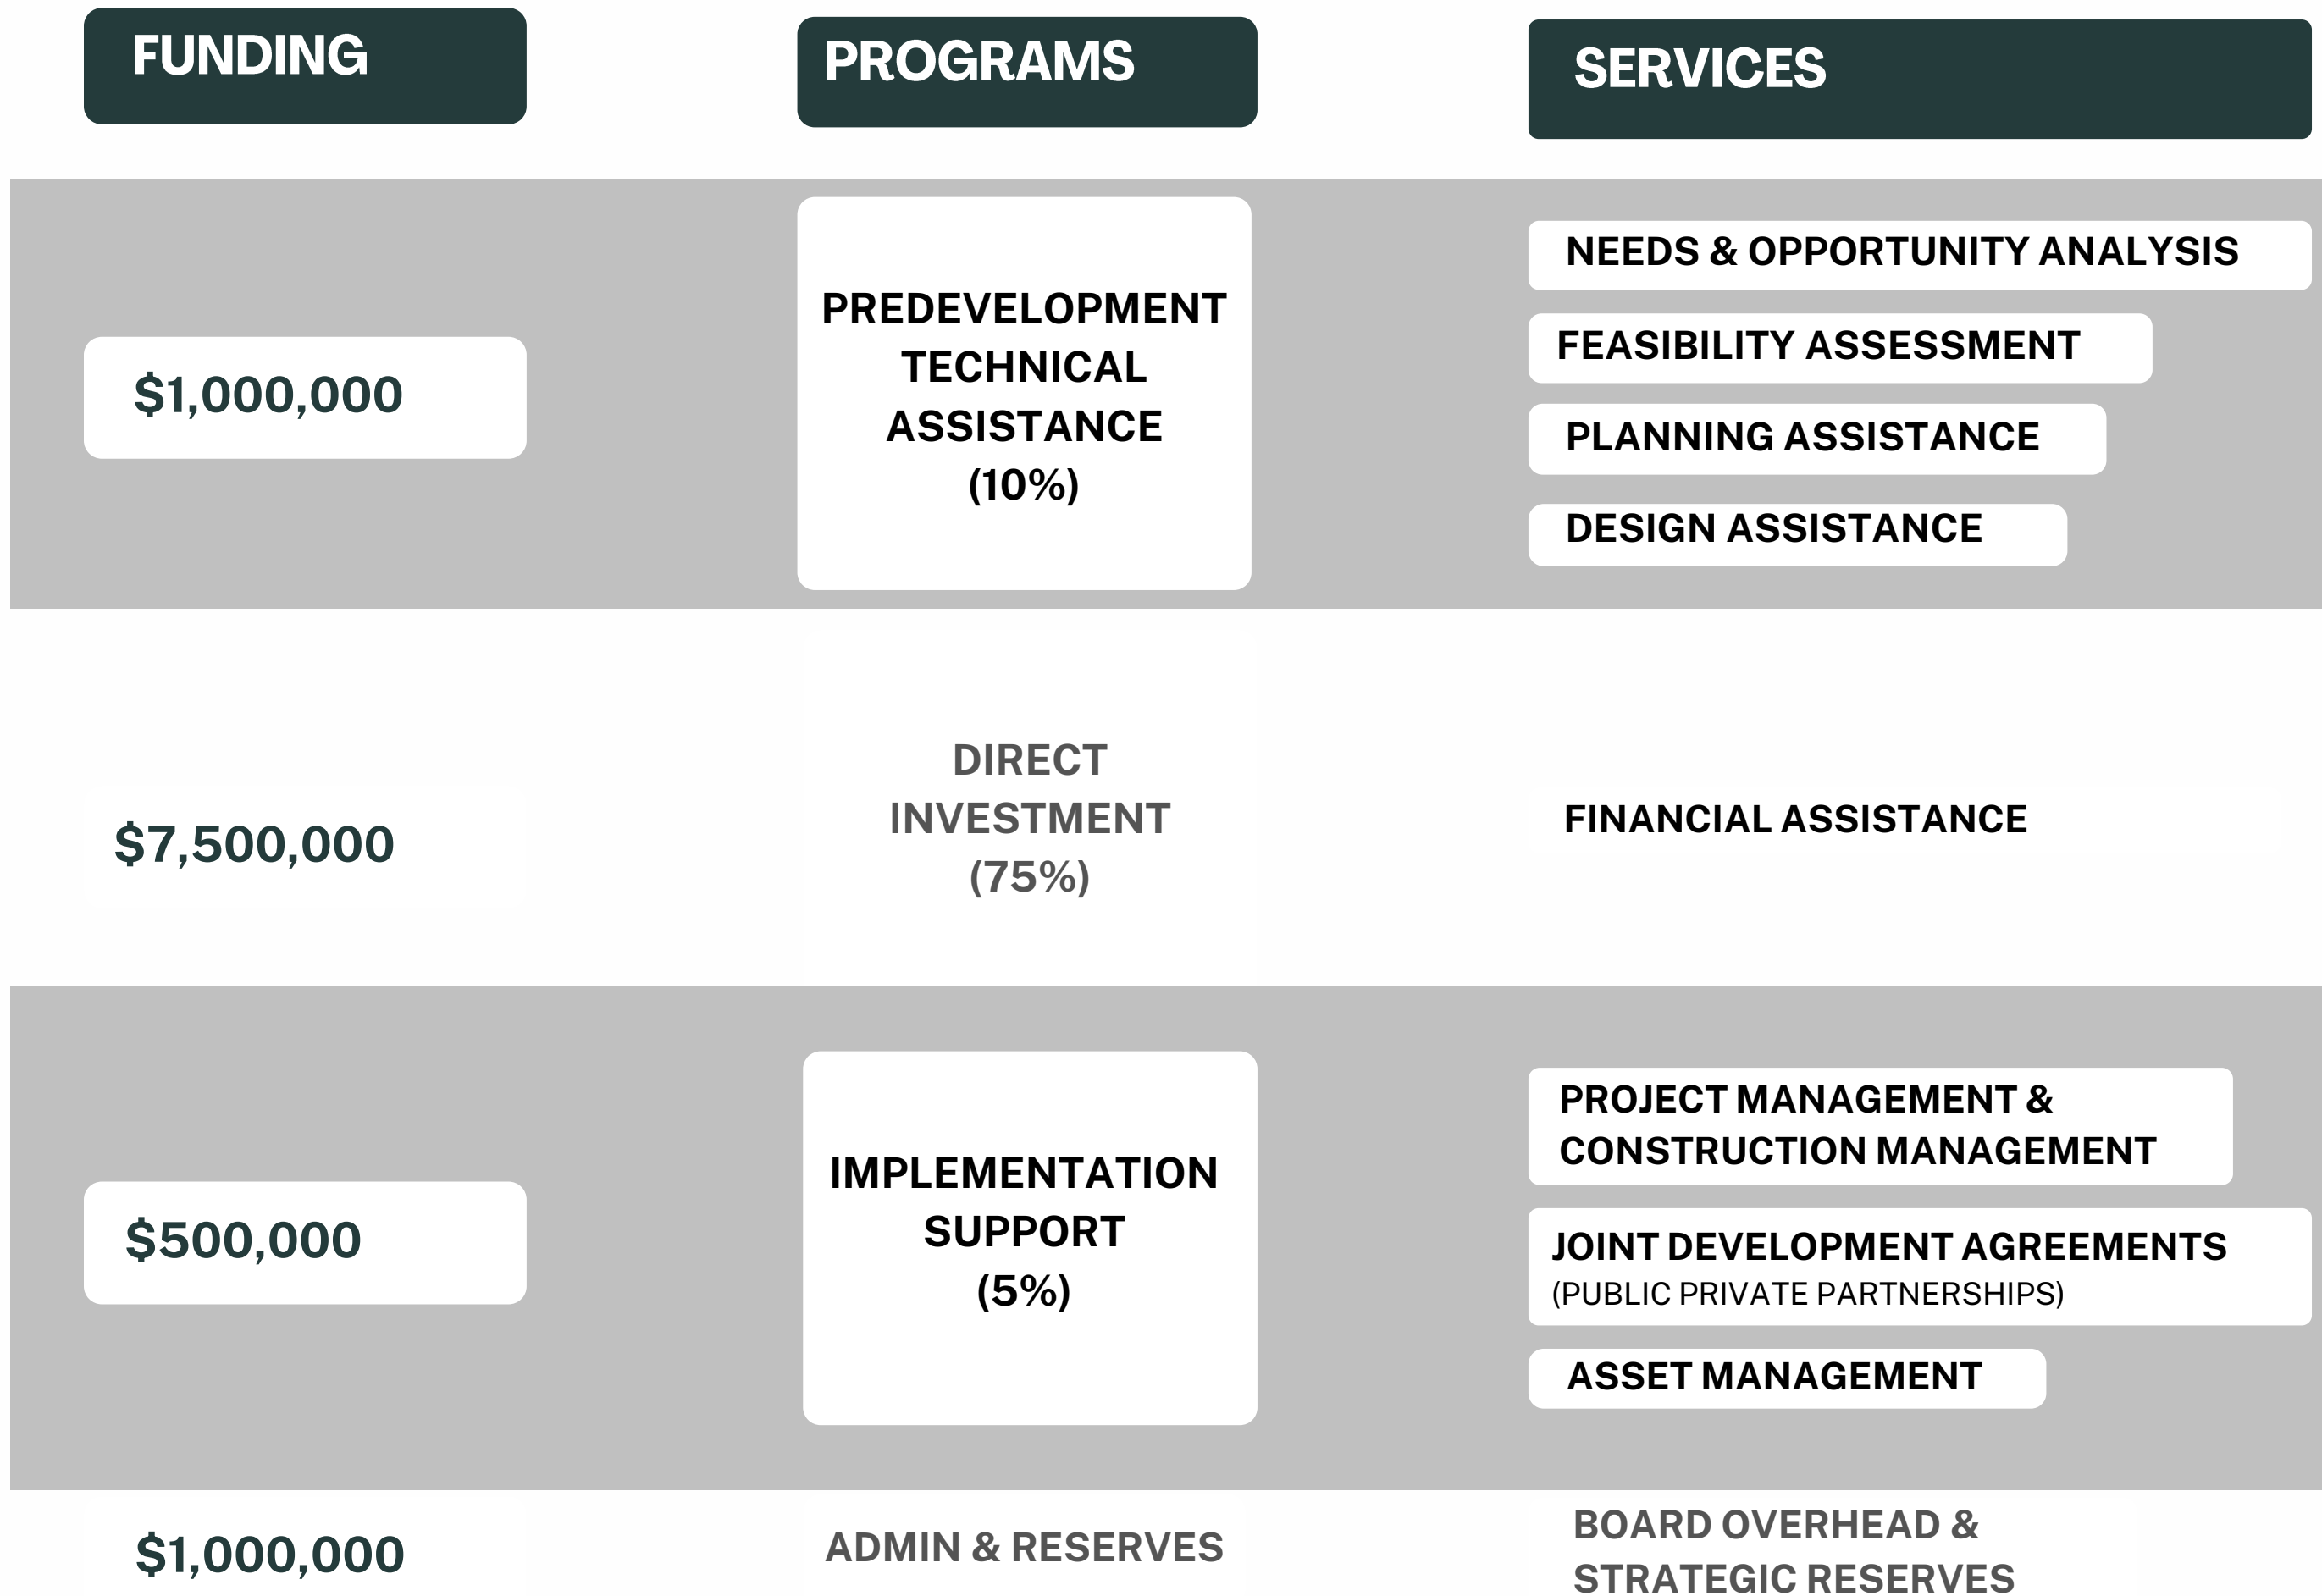 FUNDING
PROGRAMS
SERVICES
$1,000,000
PREDEVELOPMENT
TECHNICAL
ASSISTANCE
(10%)
NEEDS & OPPORTUNITY ANALYSIS
FEASIBILITY ASSESSMENT
PLANNING ASSISTANCE
DESIGN ASSISTANCE
$7,500,000
DIRECT
INVESTMENT
(75%)
FINANCIAL ASSISTANCE
$500,000
IMPLEMENTATION
SUPPORT
(5%)
PROJECT MANAGEMENT &
CONSTRUCTION MANAGEMENT
JOINT DEVELOPMENT AGREEMENTS
(PUBLIC PRIVATE PARTNERSHIPS)
ASSET MANAGEMENT
$1,000,000
ADMIN & RESERVES
BOARD OVERHEAD &
STRATEGIC RESERVES